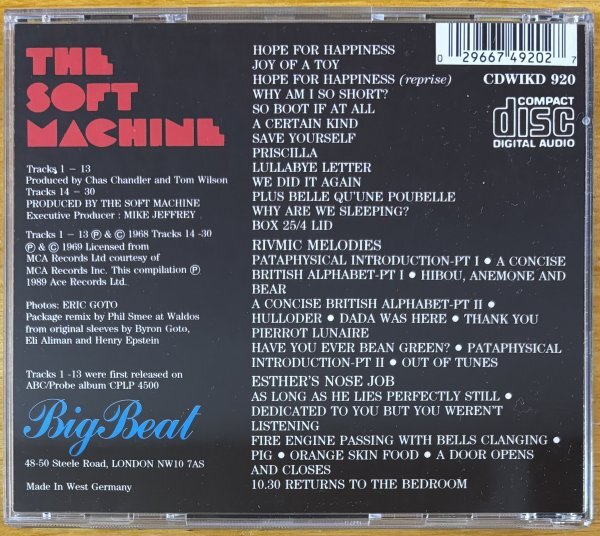 THE
SOFT
MACHINE
Tracks 1 – 13
Produced by Chas Chandler and Tom Wilson
Tracks 14 – 30
PRODUCED BY THE SOFT MACHINE
Executive Producer : MIKE JEFFREY
Tracks 1 – 13 ℗ & © 1968 Tracks 14 -30
℗ & © 1969 Licensed from
MCA Records Ltd courtesy of
MCA Records Inc. This compilation ℗
1989 Ace Records Ltd.
Photos: ERIC GOTO
Package remix by Phil Smee at Waldos
from original sleeves by Byron Goto,
Eli Aliman and Henry Epstein
Tracks 1 -13 were first released on
ABC/Probe album CPLP 4500
Big Beat
48-50 Steele Road, LONDON NW10 7AS
Made In West Germany
HOPE FOR HAPPINESS
JOY OF A TOY
HOPE FOR HAPPINESS (reprise)
WHY AM I SO SHORT?
SO BOOT IF AT ALL
A CERTAIN KIND
SAVE YOURSELF
PRISCILLA
LULLABYE LETTER
WE DID IT AGAIN
PLUS BELLE QU'UNE POUBELLE
WHY ARE WE SLEEPING?
BOX 25/4 LID
RIVMIC MELODIES
PATAPHYSICAL INTRODUCTION-PT I ● A CONCISE
BRITISH ALPHABET-PT I ● HIBOU, ANEMONE AND
BEAR
A CONCISE BRITISH ALPHABET-PT II ●
HULLODER ● DADA WAS HERE ● THANK YOU
PIERROT LUNAIRE
HAVE YOU EVER BEAN GREEN? ● PATAPHYSICAL
INTRODUCTION-PT II ● OUT OF TUNES
ESTHER'S NOSE JOB
AS LONG AS HE LIES PERFECTLY STILL ●
DEDICATED TO YOU BUT YOU WEREN'T
LISTENING
FIRE ENGINE PASSING WITH BELLS CLANGING ●
PIG ● ORANGE SKIN FOOD ● A DOOR OPENS
AND CLOSES
10.30 RETURNS TO THE BEDROOM
0 29667 49202 7
CDWIKD 920
COMPACT
disc
DIGITAL AUDIO